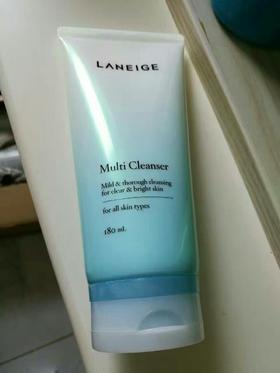 LANEIGE
Multi Cleanser
Mild & thorough cleansing
for clear & bright skin
for all skin types
180 ml.